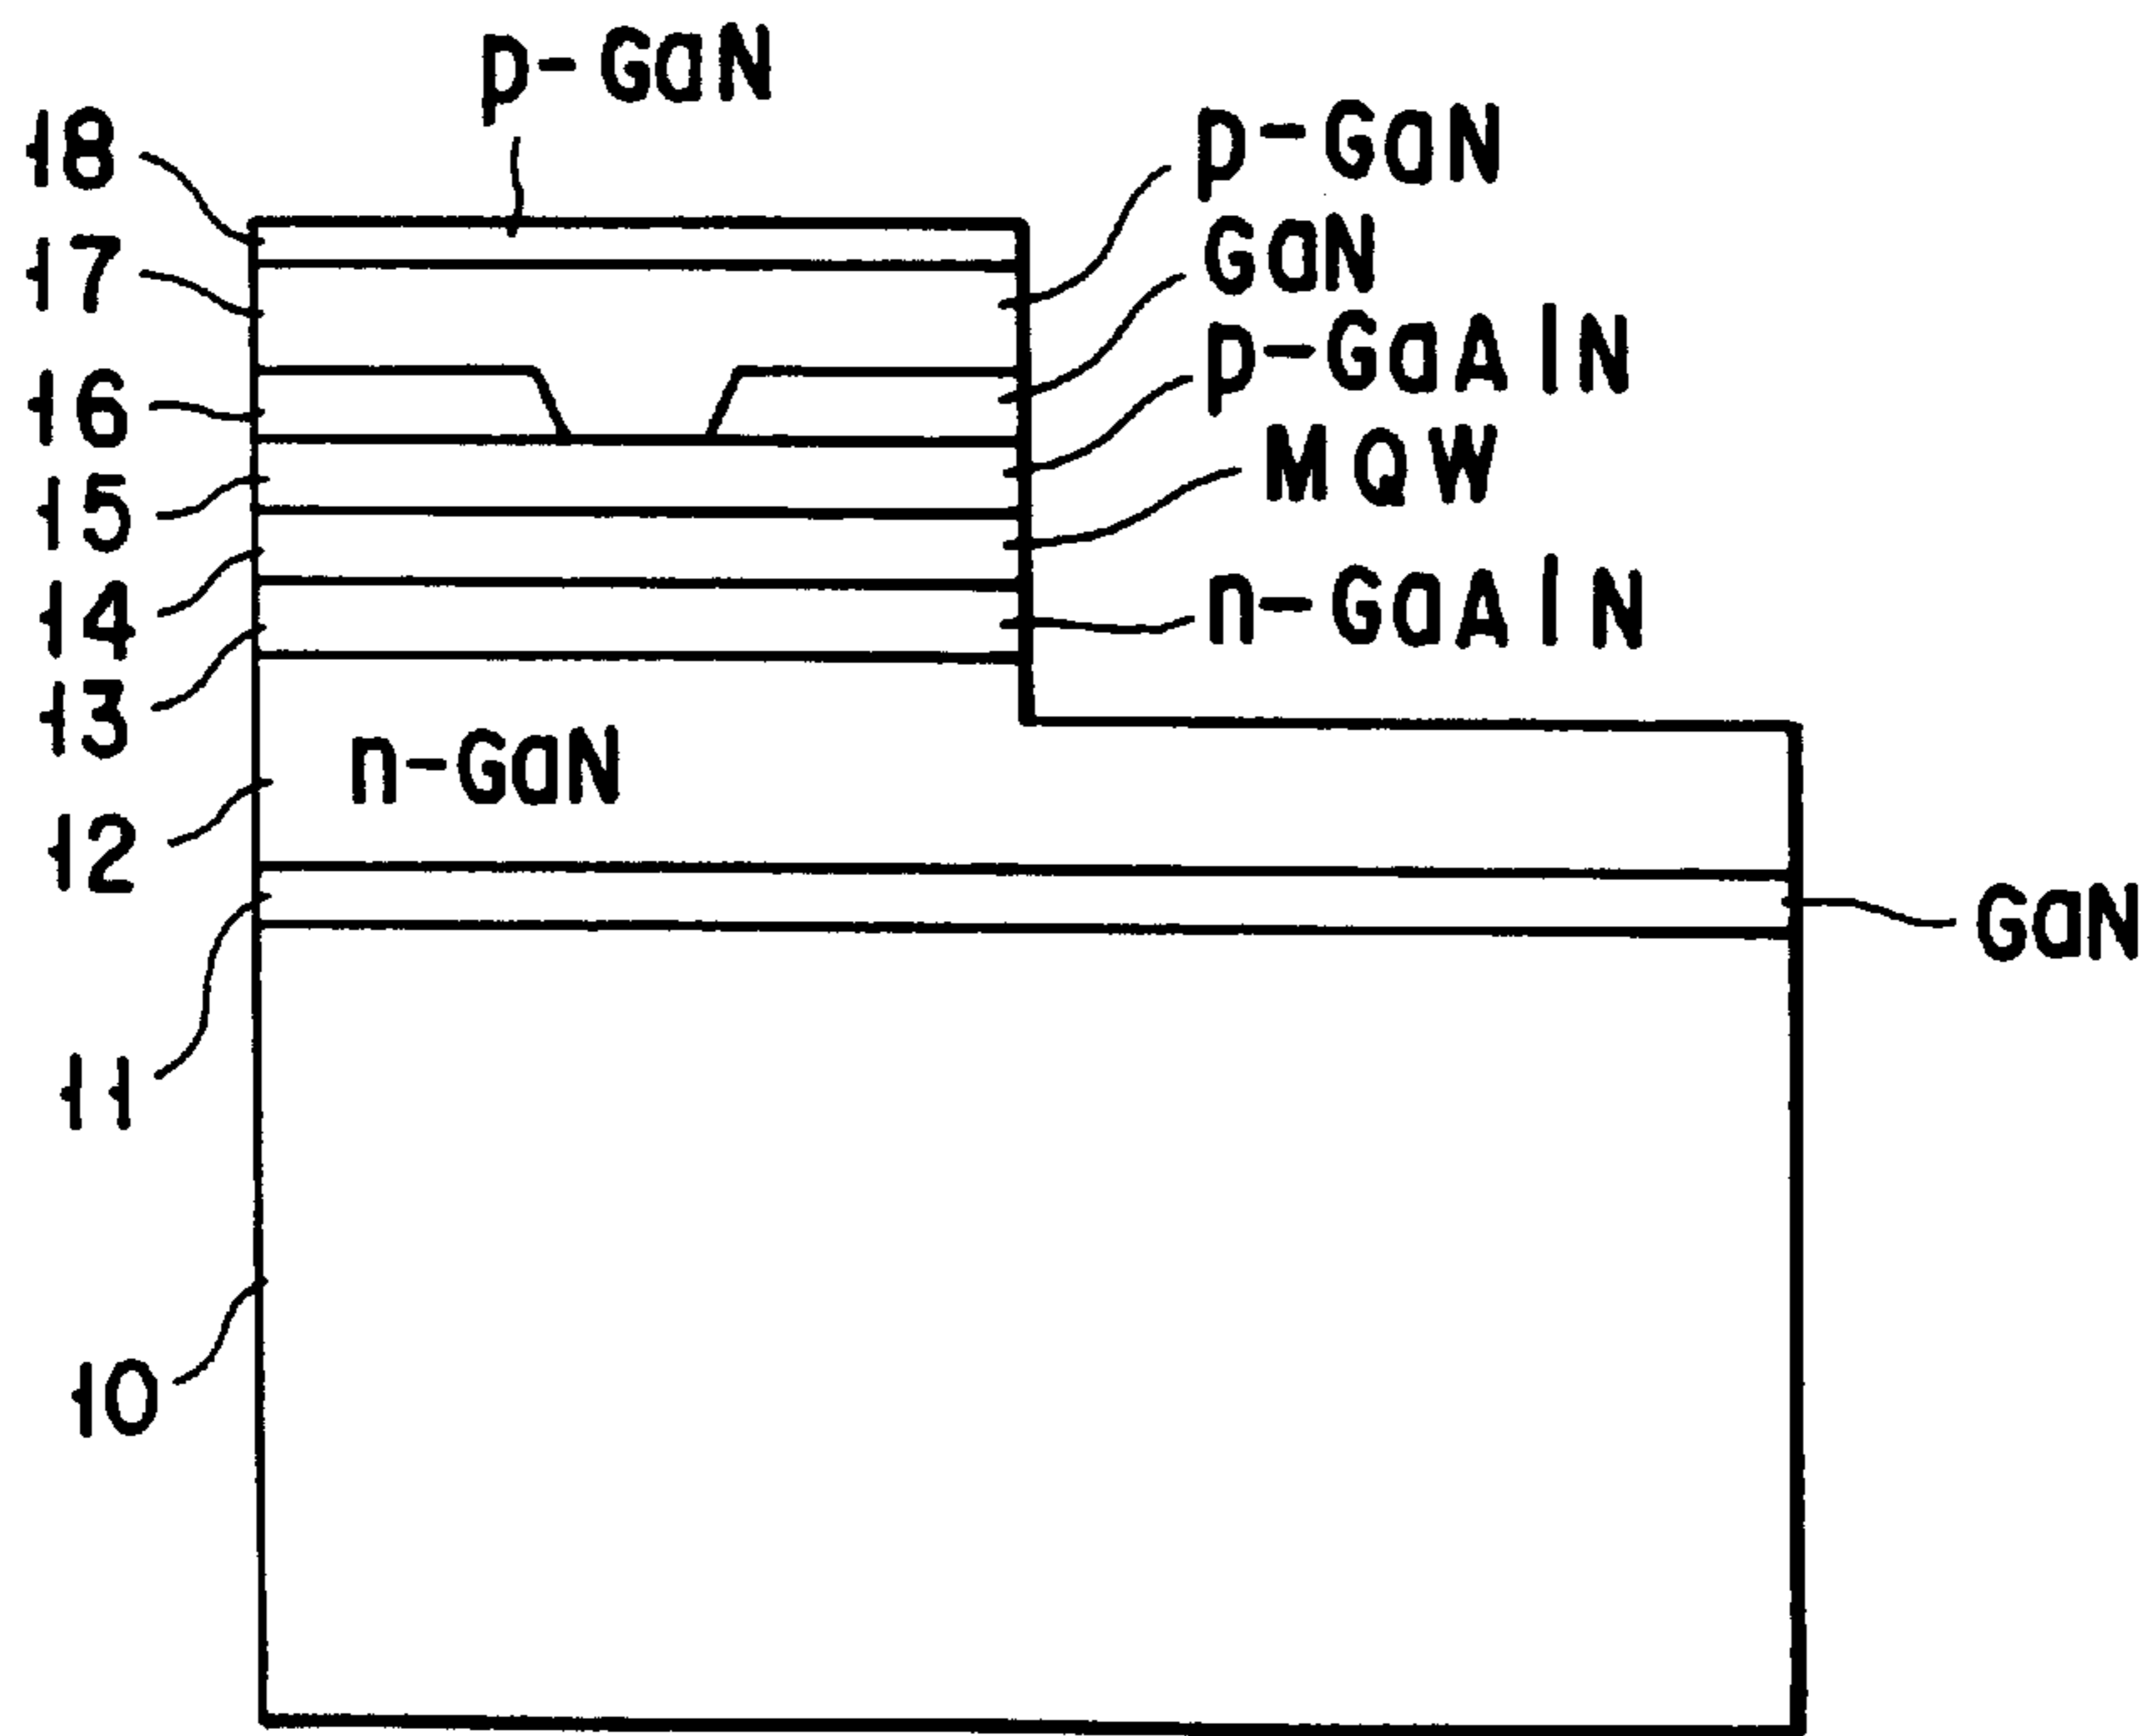 p-GaN
18
p-GaN
17
GaN
p-GaAlN
16
MQW
15
n-GaAlN
14
13
n-GaN
12
GaN
11
10